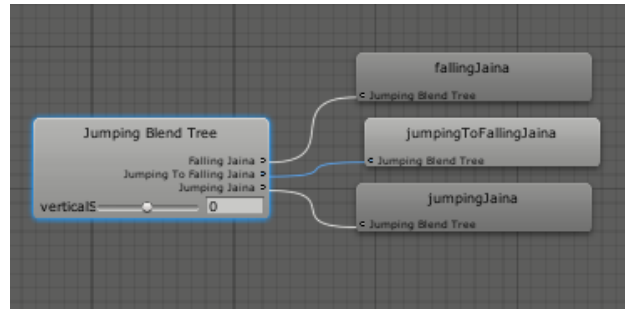 Jumping Blend Tree
Falling Jaina
Jumping To Falling Jaina
Jumping Jaina
verticalS
0
fallingJaina
Jumping Blend Tree
jumpingToFallingJaina
Jumping Blend Tree
jumpingJaina
Jumping Blend Tree